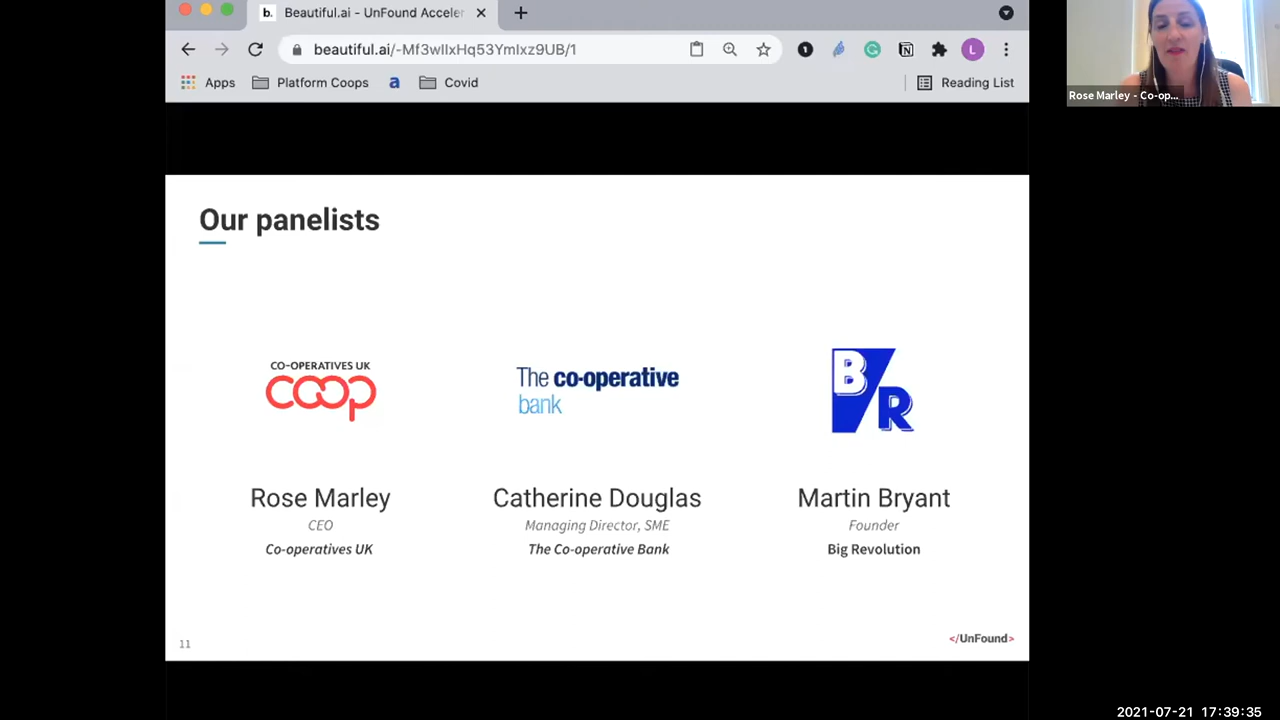 b. Beautiful.ai - UnFound Acceler
beautiful.ai/-Mf3wIIxHq53YmIxz9UB/1
L
Apps
Platform Coops
a
Covid
Reading List
Rose Marley - Co-op...
Our panelists
CO-OPERATIVES UK
coop
The co-operative
bank
B
R
Rose Marley
CEO
Co-operatives UK
Catherine Douglas
Managing Director, SME
The Co-operative Bank
Martin Bryant
Founder
Big Revolution
11
</UnFound>
2021-07-21 17:39:35